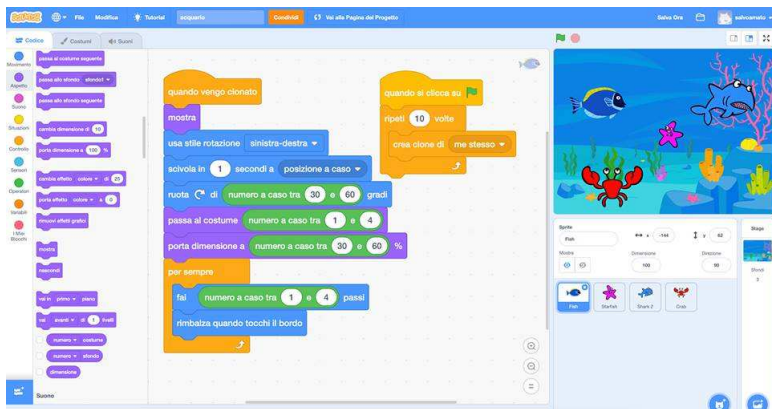 SCRATCH
File
Modifica
Tutorial
acquario
Condividi
Vai alla Pagina del Progetto
Salva Ora
salvoamato
Codice
Costumi
Suoni
Movimento
Aspetto
Suono
Situazioni
Controllo
Sensori
Operatori
Variabili
I Miei Blocchi
passa al costume seguente
passa allo sfondo sfondo1
passa allo sfondo seguente
cambia dimensione di 10
porta dimensione a 100 %
cambia effetto colore di 25
porta effetto colore a 0
rimuovi effetti grafici
mostra
nascondi
vai in primo piano
vai avanti di 1 livelli
numero costume
numero sfondo
dimensione
Suono
quando vengo clonato
mostra
usa stile rotazione sinistra-destra
scivola in 1 secondi a posizione a caso
ruota di numero a caso tra 30 e 60 gradi
passa al costume numero a caso tra 1 e 4
porta dimensione a numero a caso tra 30 e 60 %
per sempre
fai numero a caso tra 1 e 4 passi
rimbalza quando tocchi il bordo
quando si clicca su
ripeti 10 volte
crea clone di me stesso
Sprite
Fish
x -144
y 62
Mostra
Dimensione
100
Direzione
90
Fish
Starfish
Shark 2
Crab
Stage
Sfondi